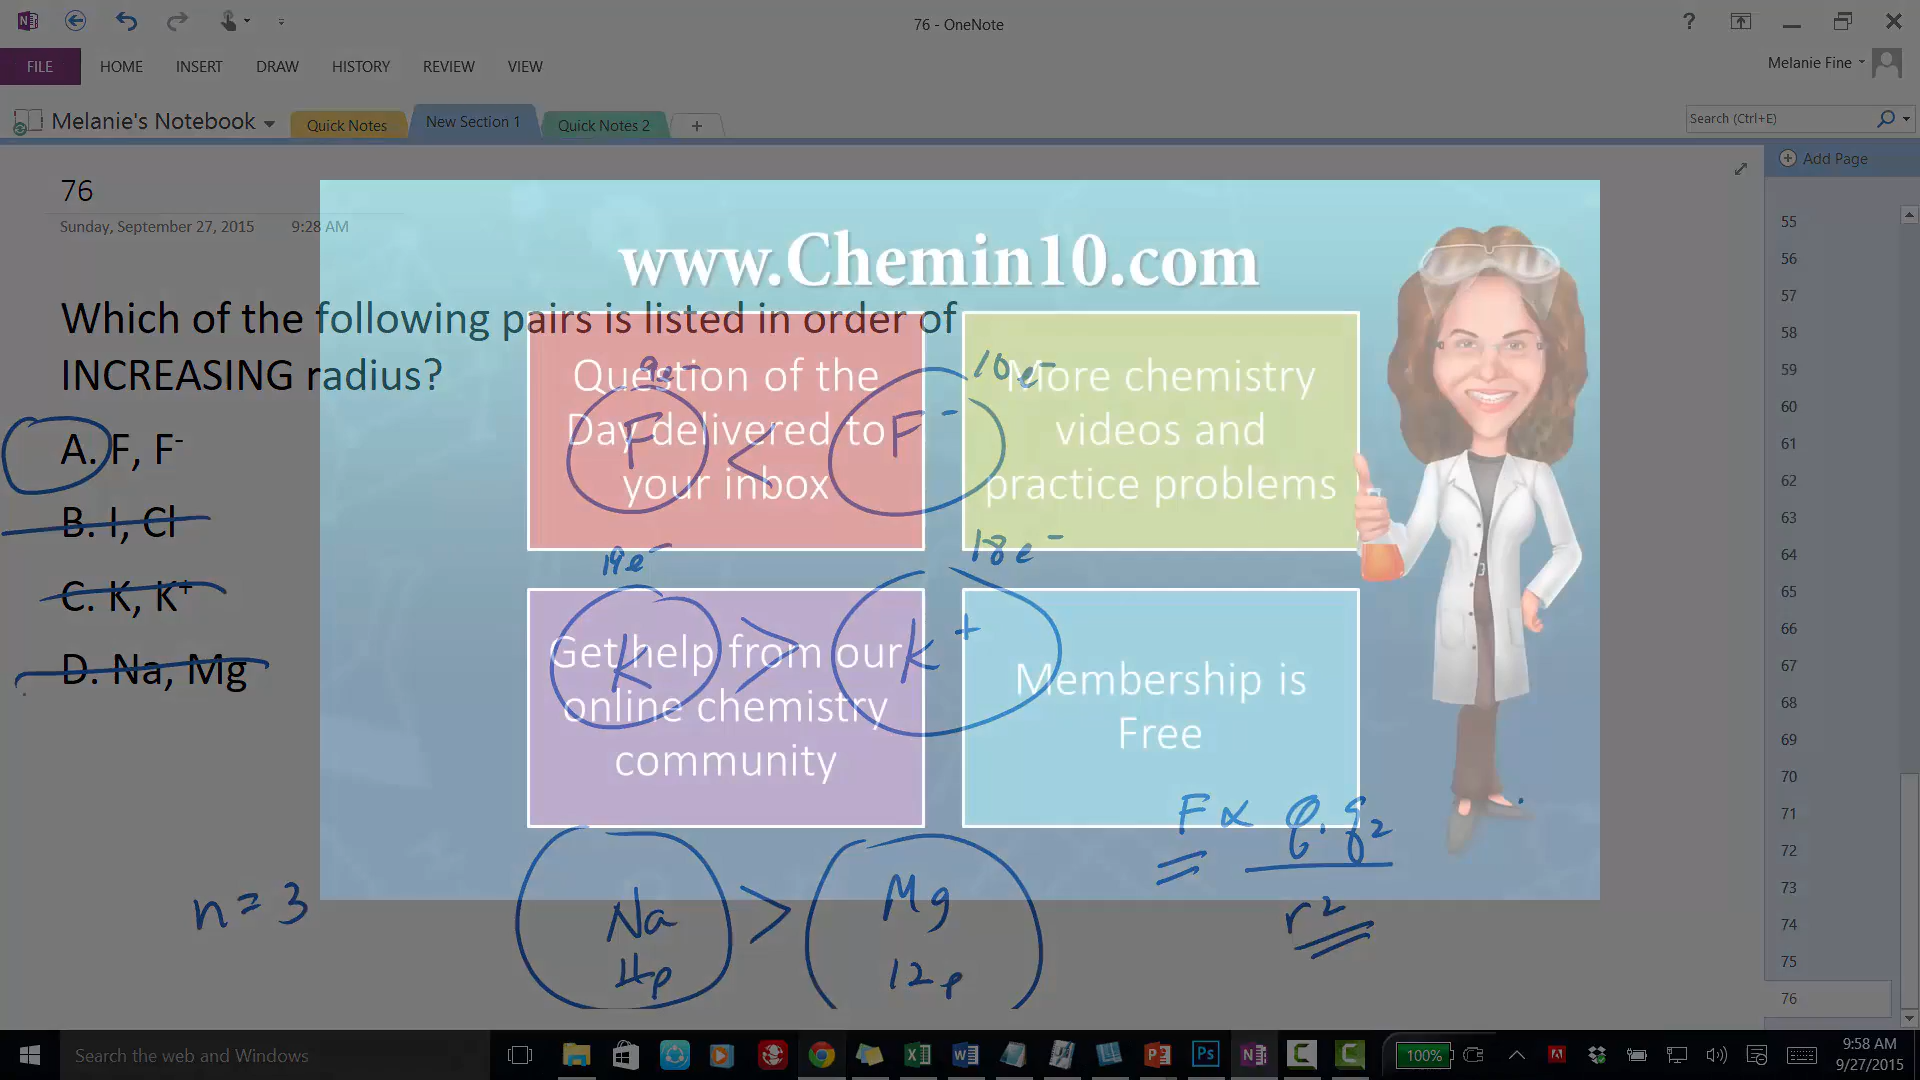 76 - OneNote
FILE
HOME
INSERT
DRAW
HISTORY
REVIEW
VIEW
Melanie Fine
Melanie's Notebook
Quick Notes
New Section 1
Quick Notes 2
Search (Ctrl+E)
Add Page
76
Sunday, September 27, 2015
9:28 AM
www.Chemin10.com
Which of the following pairs is listed in order of
INCREASING radius?
A. F, F-
B. I, Cl
C. K, K+
D. Na, Mg
Question of the
Day delivered to
your inbox
More chemistry
videos and
practice problems
Get help from our
online chemistry
community
Membership is
Free
9e- 10e-
F < F-
19e- 18e-
K > K+
n = 3
Na > Mg
11p 12p
F ∝ q1q2
r2
55
56
57
58
59
60
61
62
63
64
65
66
67
68
69
70
71
72
73
74
75
76
Search the web and Windows
100%
9:58 AM
9/27/2015